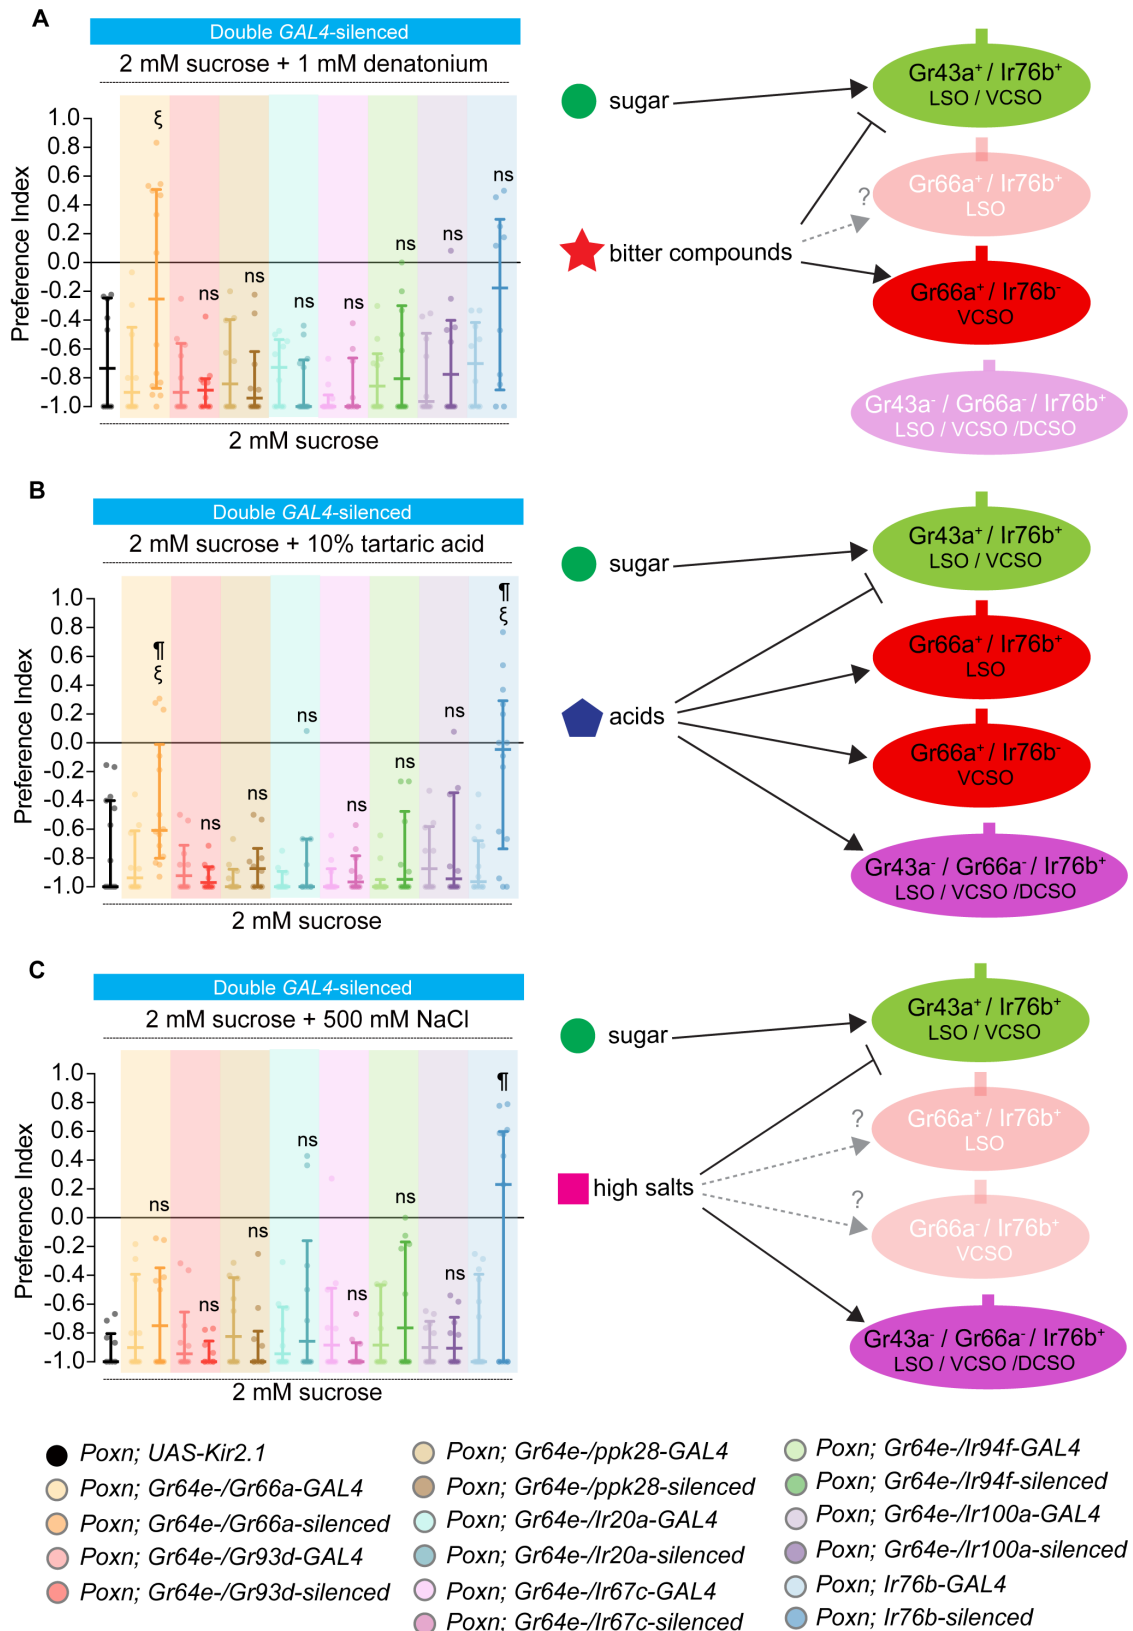 A
Double GAL4-silenced
2 mM sucrose + 1 mM denatonium
Preference Index
1.0
0.8
0.6
0.4
0.2
0.0
-0.2
-0.4
-0.6
-0.8
-1.0
ξ
ns
ns
ns
ns
ns
ns
ns
2 mM sucrose
sugar
bitter compounds
?
Gr43a+ / Ir76b+
LSO / VCSO
Gr66a+ / Ir76b+
LSO
Gr66a+ / Ir76b-
VCSO
Gr43a- / Gr66a- / Ir76b+
LSO / VCSO /DCSO
B
Double GAL4-silenced
2 mM sucrose + 10% tartaric acid
Preference Index
1.0
0.8
0.6
0.4
0.2
0.0
-0.2
-0.4
-0.6
-0.8
-1.0
¶
ξ
ns
ns
ns
ns
ns
ns
¶
ξ
2 mM sucrose
sugar
acids
Gr43a+ / Ir76b+
LSO / VCSO
Gr66a+ / Ir76b+
LSO
Gr66a+ / Ir76b-
VCSO
Gr43a- / Gr66a- / Ir76b+
LSO / VCSO /DCSO
C
Double GAL4-silenced
2 mM sucrose + 500 mM NaCl
Preference Index
1.0
0.8
0.6
0.4
0.2
0.0
-0.2
-0.4
-0.6
-0.8
-1.0
ns
ns
ns
ns
ns
ns
ns
¶
2 mM sucrose
sugar
high salts
?
?
Gr43a+ / Ir76b+
LSO / VCSO
Gr66a+ / Ir76b+
LSO
Gr66a- / Ir76b+
VCSO
Gr43a- / Gr66a- / Ir76b+
LSO / VCSO /DCSO
Poxn; UAS-Kir2.1
Poxn; Gr64e-/Gr66a-GAL4
Poxn; Gr64e-/Gr66a-silenced
Poxn; Gr64e-/Gr93d-GAL4
Poxn; Gr64e-/Gr93d-silenced
Poxn; Gr64e-/ppk28-GAL4
Poxn; Gr64e-/ppk28-silenced
Poxn; Gr64e-/Ir20a-GAL4
Poxn; Gr64e-/Ir20a-silenced
Poxn; Gr64e-/Ir67c-GAL4
Poxn; Gr64e-/Ir67c-silenced
Poxn; Gr64e-/Ir94f-GAL4
Poxn; Gr64e-/Ir94f-silenced
Poxn; Gr64e-/Ir100a-GAL4
Poxn; Gr64e-/Ir100a-silenced
Poxn; Ir76b-GAL4
Poxn; Ir76b-silenced